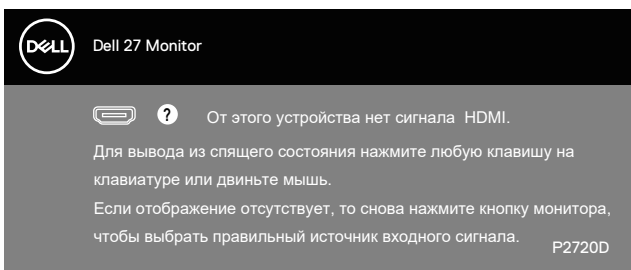 DELL
Dell 27 Monitor
? От этого устройства нет сигнала HDMI.
Для вывода из спящего состояния нажмите любую клавишу на
клавиатуре или двиньте мышь.
Если отображение отсутствует, то снова нажмите кнопку монитора,
чтобы выбрать правильный источник входного сигнала.
P2720D